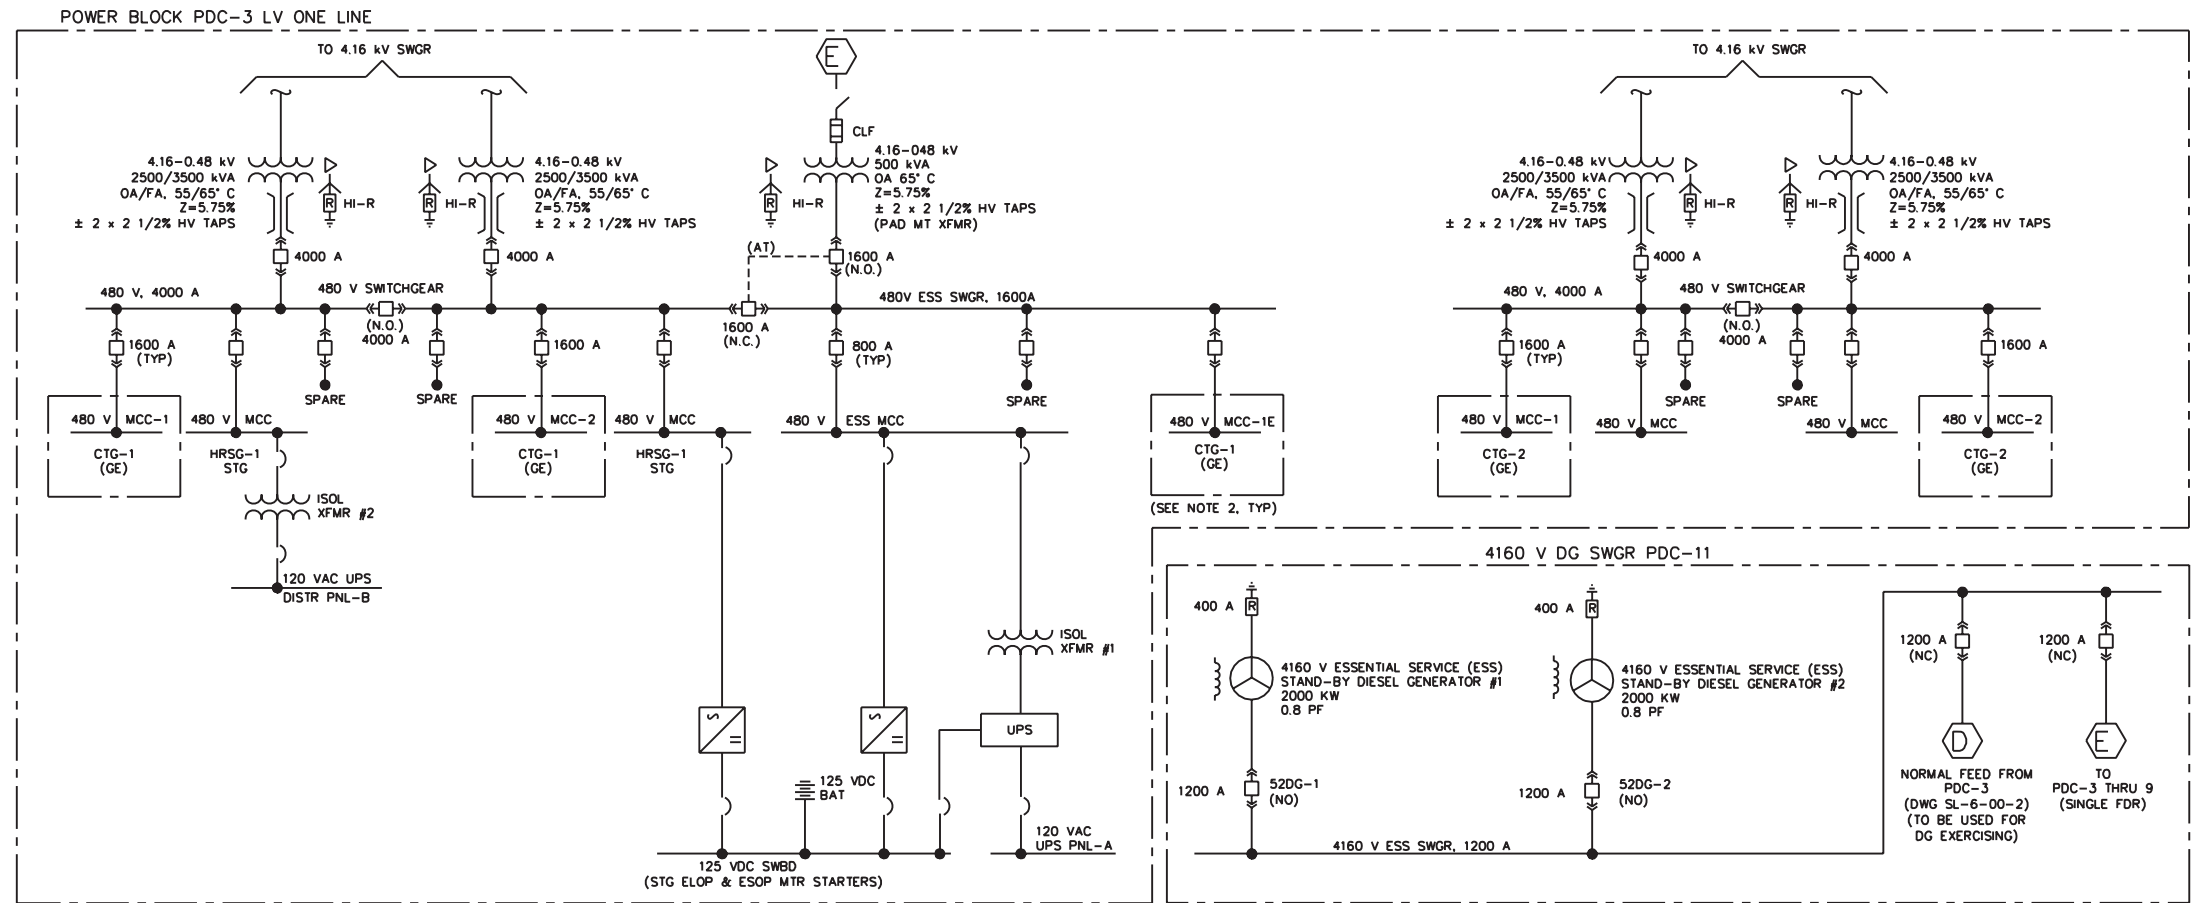 POWER BLOCK PDC-3 LV ONE LINE
TO 4.16 kV SWGR
E
TO 4.16 kV SWGR
CLF
4.16-0.48 kV
2500/3500 kVA
OA/FA, 55/65° C
Z=5.75%
± 2 x 2 1/2% HV TAPS
R
HI-R
R
HI-R
4.16-0.48 kV
2500/3500 kVA
OA/FA, 55/65° C
Z=5.75%
± 2 x 2 1/2% HV TAPS
R
HI-R
4.16-048 kV
500 kVA
OA 65° C
Z=5.75%
± 2 x 2 1/2% HV TAPS
(PAD MT XFMR)
4.16-0.48 kV
2500/3500 kVA
OA/FA, 55/65° C
Z=5.75%
± 2 x 2 1/2% HV TAPS
R
HI-R
R
HI-R
4.16-0.48 kV
2500/3500 kVA
OA/FA, 55/65° C
Z=5.75%
± 2 x 2 1/2% HV TAPS
4000 A
4000 A
(AT)
1600 A
(N.O.)
4000 A
4000 A
480 V, 4000 A
480 V SWITCHGEAR
480V ESS SWGR, 1600A
480 V, 4000 A
480 V SWITCHGEAR
(N.O.)
4000 A
1600 A
(N.C.)
(N.O.)
4000 A
1600 A
(TYP)
1600 A
800 A
(TYP)
1600 A
(TYP)
1600 A
SPARE
SPARE
SPARE
SPARE
SPARE
480 V MCC-1
CTG-1
(GE)
480 V MCC
HRSG-1
STG
480 V MCC-2
CTG-1
(GE)
480 V MCC
HRSG-1
STG
480 V ESS MCC
480 V MCC-1E
CTG-1
(GE)
(SEE NOTE 2, TYP)
480 V MCC-1
CTG-2
(GE)
480 V MCC
480 V MCC
480 V MCC-2
CTG-2
(GE)
ISOL
XFMR #2
120 VAC UPS
DISTR PNL-B
ISOL
XFMR #1
UPS
125 VDC
BAT
120 VAC
UPS PNL-A
125 VDC SWBD
(STG ELOP & ESOP MTR STARTERS)
4160 V DG SWGR PDC-11
400 A
R
4160 V ESSENTIAL SERVICE (ESS)
STAND-BY DIESEL GENERATOR #1
2000 KW
0.8 PF
1200 A
52DG-1
(NO)
400 A
R
4160 V ESSENTIAL SERVICE (ESS)
STAND-BY DIESEL GENERATOR #2
2000 KW
0.8 PF
1200 A
52DG-2
(NO)
4160 V ESS SWGR, 1200 A
1200 A
(NC)
D
NORMAL FEED FROM
PDC-3
(DWG SL-6-00-2)
(TO BE USED FOR
DG EXERCISING)
1200 A
(NC)
E
TO
PDC-3 THRU 9
(SINGLE FDR)